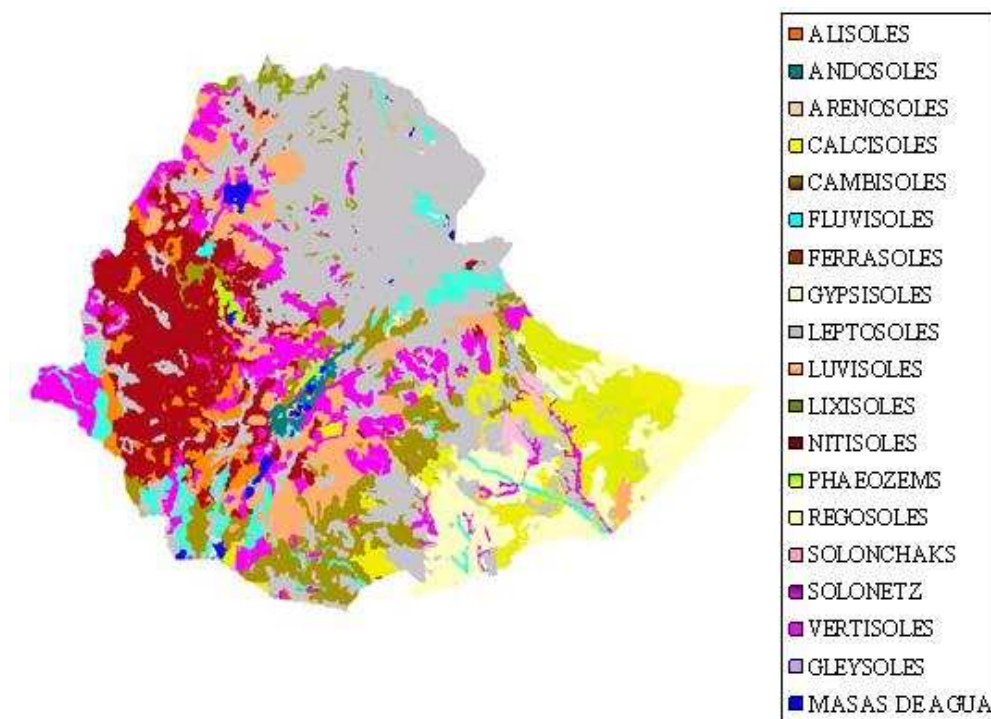 ALISOLES
ANDOSOLES
ARENOSOLES
CALCISOLES
CAMBISOLES
FLUVISOLES
FERRASOLES
GYPSISOLES
LEPTOSOLES
LUVISOLES
LIXISOLES
NITISOLES
PHAEOZEMS
REGOSOLES
SOLONCHAKS
SOLONETZ
VERTISOLES
GLEYSOLES
MASAS DE AGUA